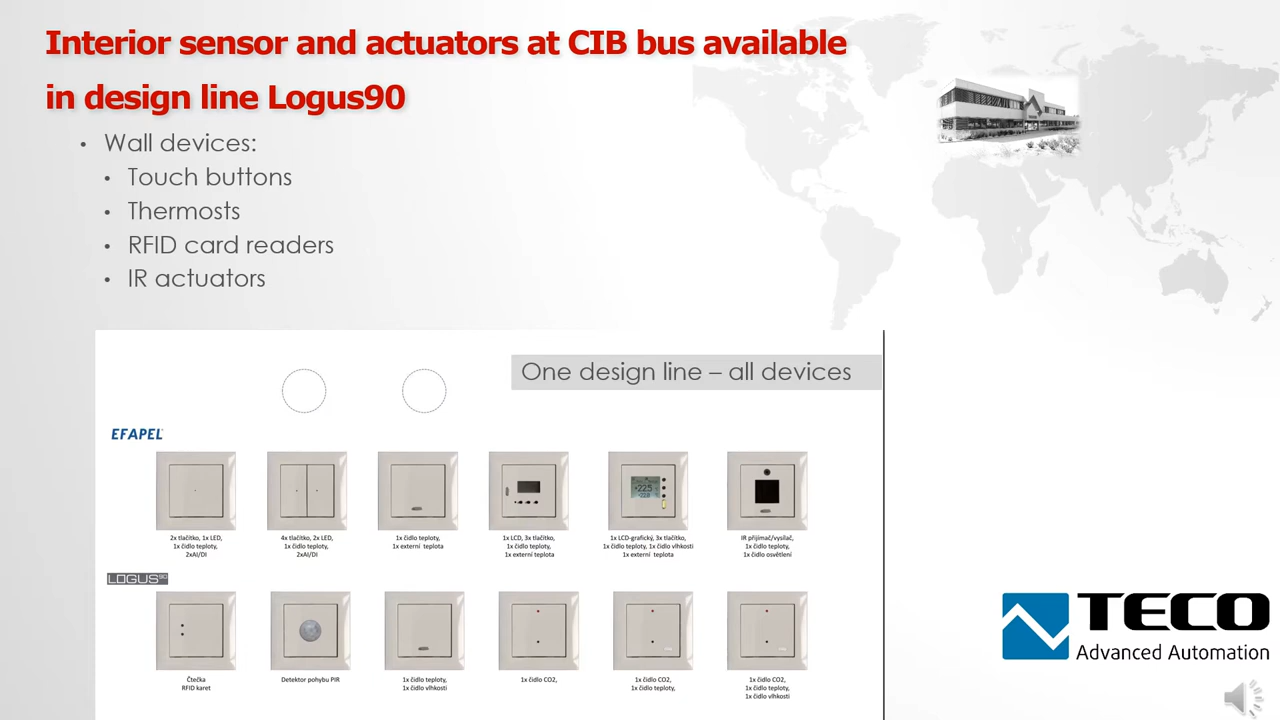 Interior sensor and actuators at CIB bus available
in design line Logus90
• Wall devices:
• Touch buttons
• Thermosts
• RFID card readers
• IR actuators
One design line – all devices
EFAPEL
2x tlačítko, 1x LED,
1x čidlo teploty,
2xAI/DI
4x tlačítko, 2x LED,
1x čidlo teploty,
2xAI/DI
1x čidlo teploty,
1x externí teplota
1x LCD, 3x tlačítko,
1x čidlo teploty,
1x externí teplota
1x LCD-grafický, 3x tlačítko,
1x čidlo teploty, 1x čidlo vlhkosti
1x externí teplota
IR přijímač/vysílač,
1x čidlo teploty,
1x čidlo osvětlení
LOGUS90
Čtečka
RFID karet
Detektor pohybu PIR
1x čidlo teploty,
1x čidlo vlhkosti
1x čidlo CO2,
1x čidlo CO2,
1x čidlo teploty,
1x čidlo CO2,
1x čidlo teploty,
1x čidlo vlhkosti
TECO
Advanced Automation